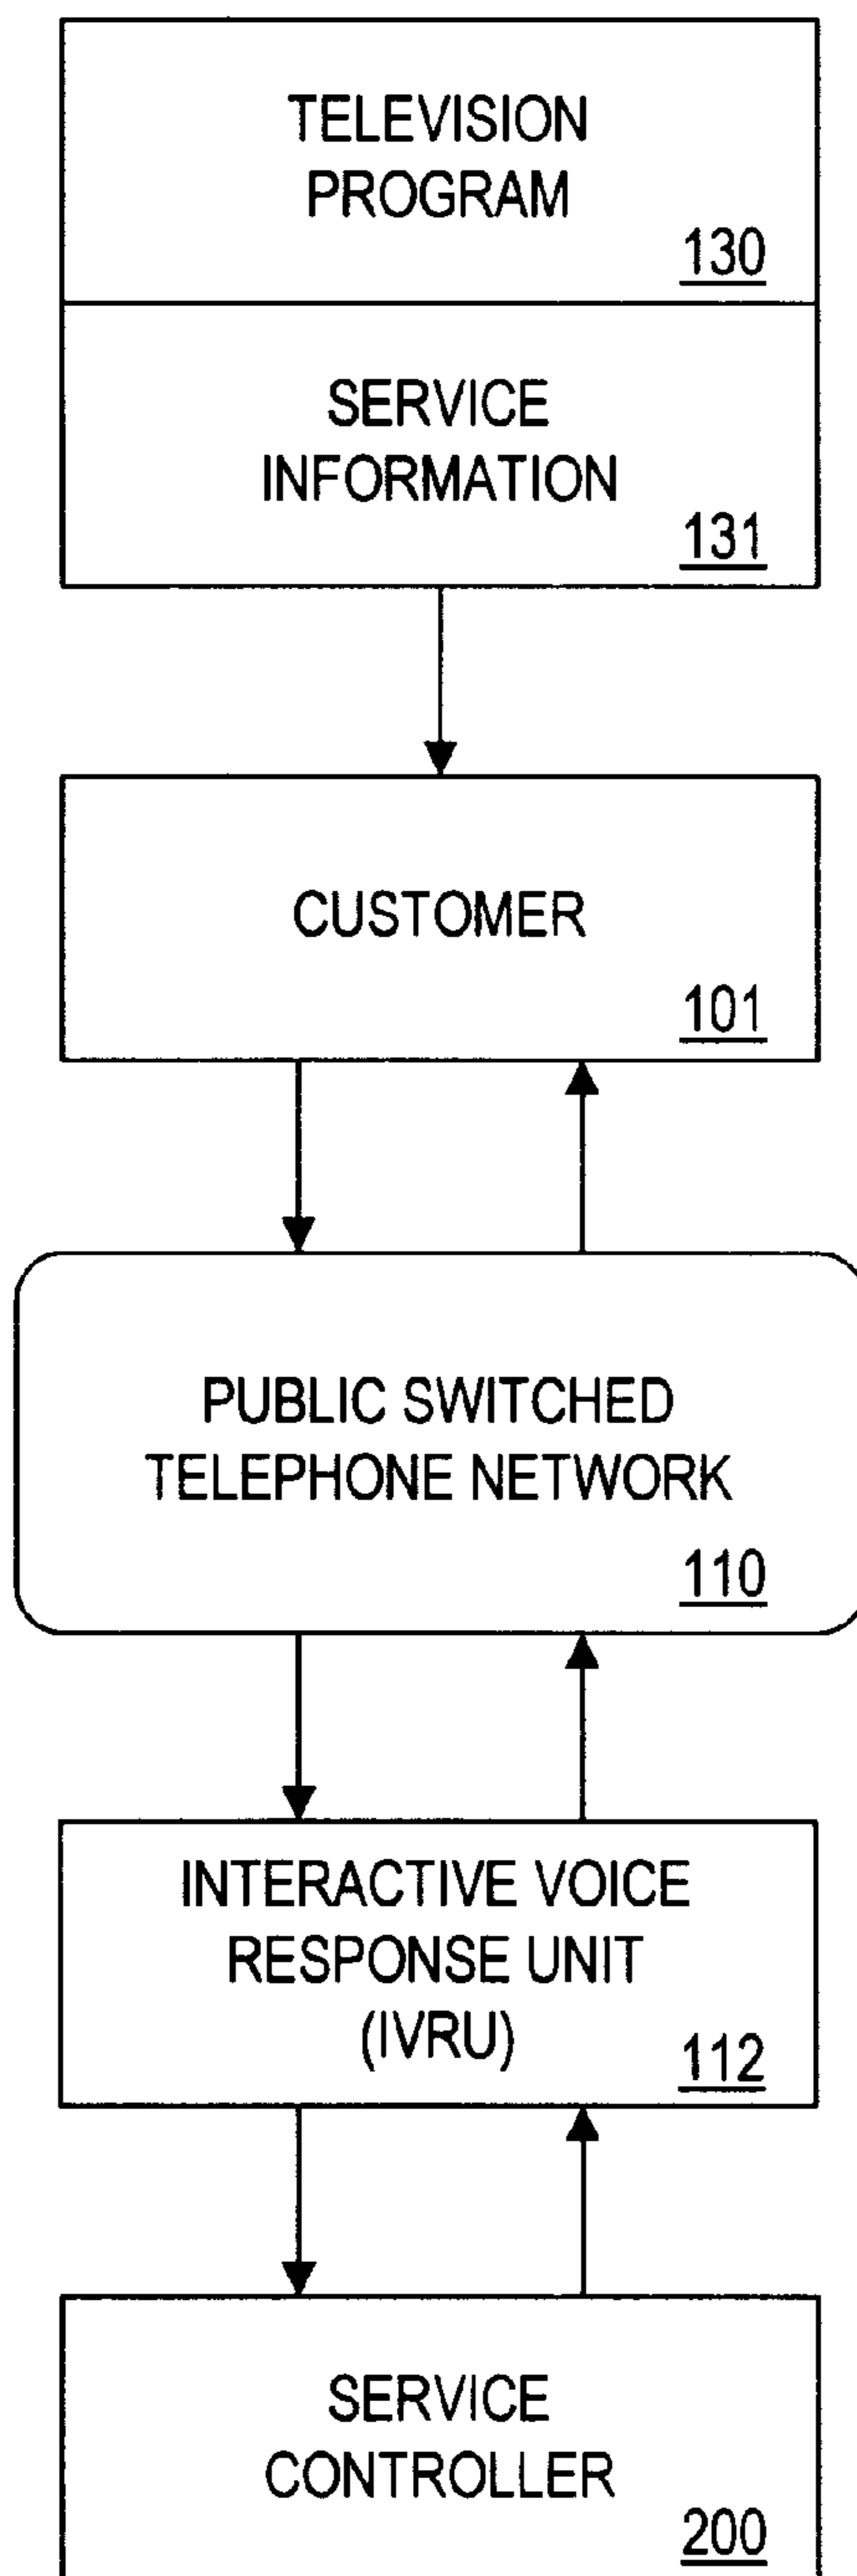 TELEVISION
PROGRAM
130
SERVICE
INFORMATION
131
CUSTOMER
101
PUBLIC SWITCHED
TELEPHONE NETWORK
110
INTERACTIVE VOICE
RESPONSE UNIT
(IVRU)
112
SERVICE
CONTROLLER
200